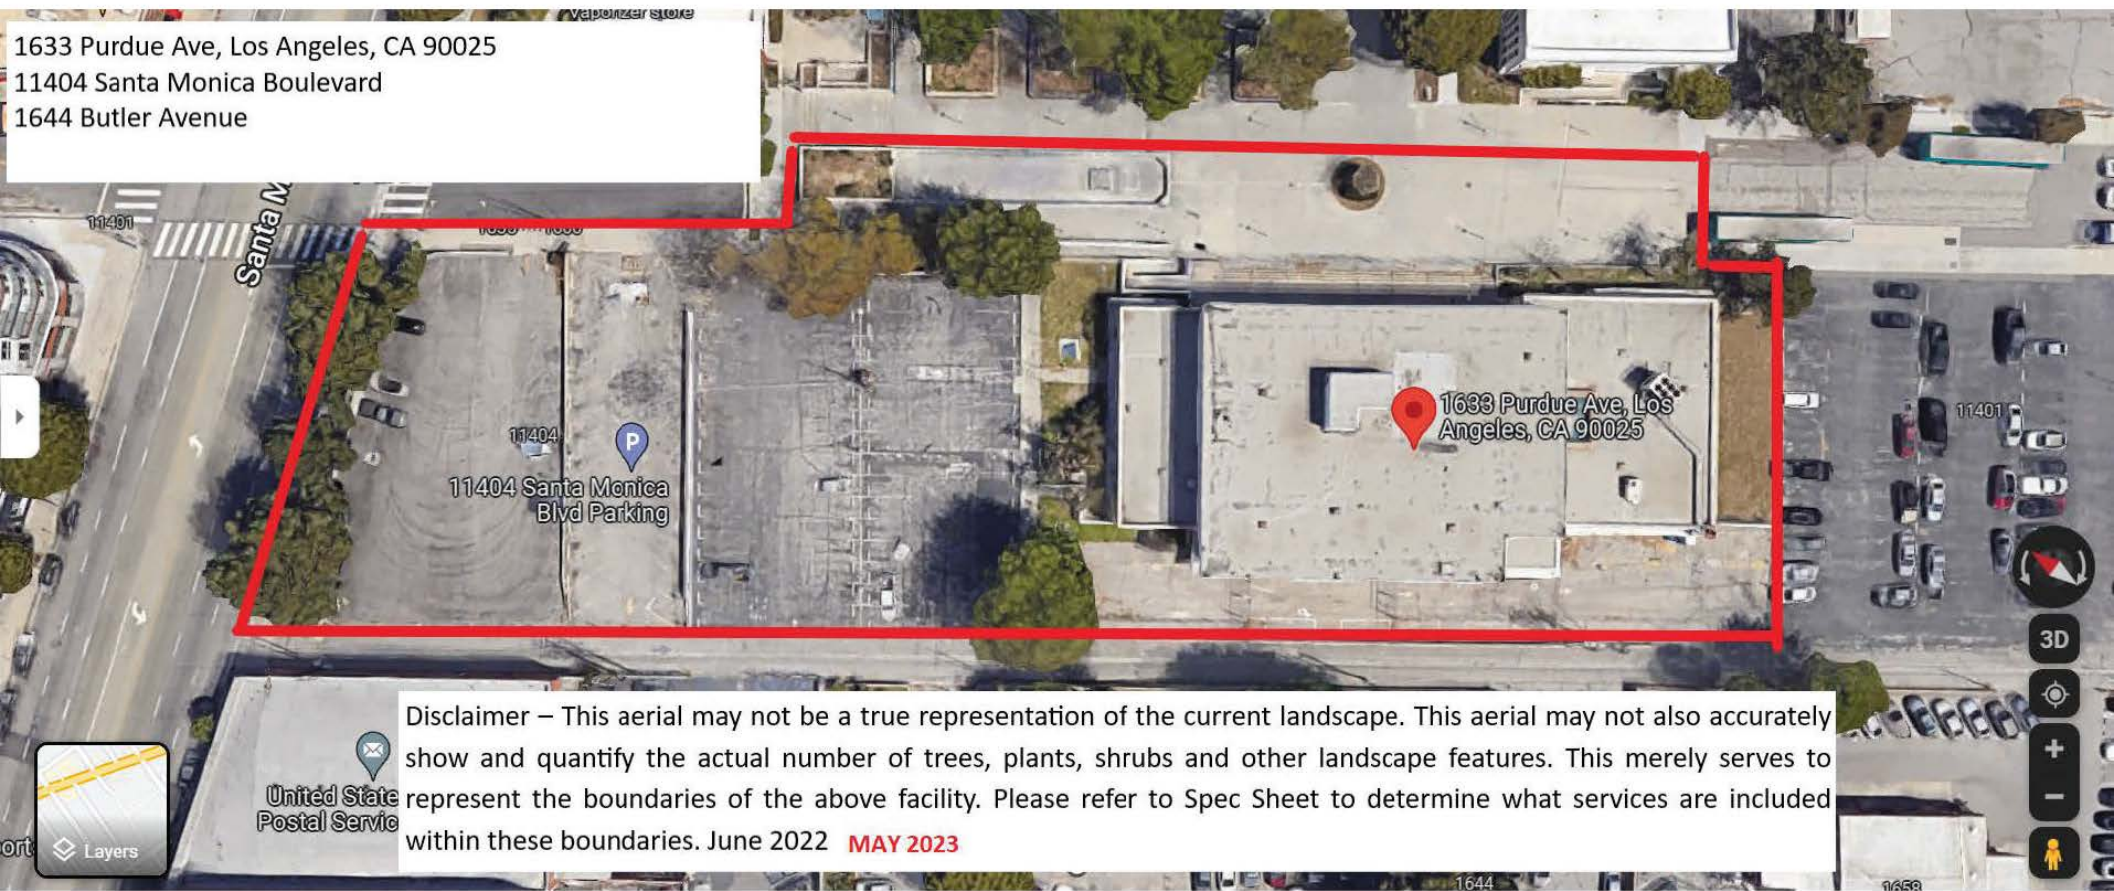 Vaporizer store
1633 Purdue Ave, Los Angeles, CA 90025
11404 Santa Monica Boulevard
1644 Butler Avenue
11401
Santa M
11404
P
11404 Santa Monica
Blvd Parking
1633 Purdue Ave, Los
Angeles, CA 90025
11401
3D
Disclaimer – This aerial may not be a true representation of the current landscape. This aerial may not also accurately
show and quantify the actual number of trees, plants, shrubs and other landscape features. This merely serves to
represent the boundaries of the above facility. Please refer to Spec Sheet to determine what services are included
within these boundaries. June 2022 MAY 2023
United State
Postal Servic
Layers
1644
1658